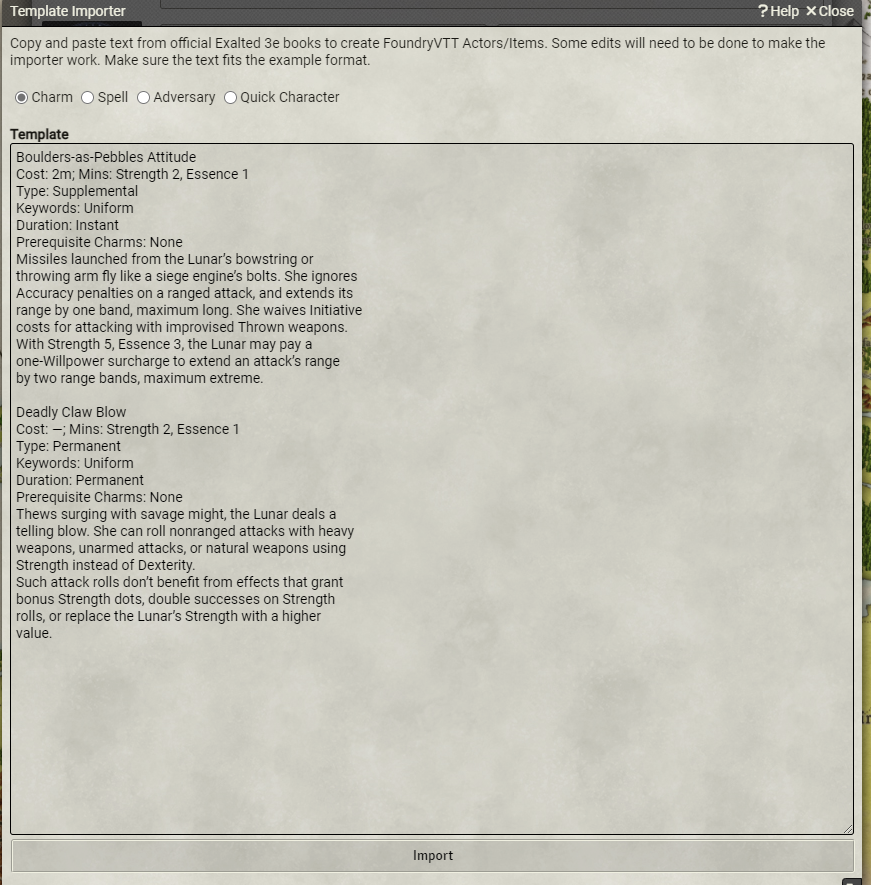 Template Importer
? Help ✕ Close
Copy and paste text from official Exalted 3e books to create FoundryVTT Actors/Items. Some edits will need to be done to make the
importer work. Make sure the text fits the example format.
Charm Spell Adversary Quick Character
Template
Boulders-as-Pebbles Attitude
Cost: 2m; Mins: Strength 2, Essence 1
Type: Supplemental
Keywords: Uniform
Duration: Instant
Prerequisite Charms: None
Missiles launched from the Lunar’s bowstring or
throwing arm fly like a siege engine’s bolts. She ignores
Accuracy penalties on a ranged attack, and extends its
range by one band, maximum long. She waives Initiative
costs for attacking with improvised Thrown weapons.
With Strength 5, Essence 3, the Lunar may pay a
one-Willpower surcharge to extend an attack’s range
by two range bands, maximum extreme.
Deadly Claw Blow
Cost: —; Mins: Strength 2, Essence 1
Type: Permanent
Keywords: Uniform
Duration: Permanent
Prerequisite Charms: None
Thews surging with savage might, the Lunar deals a
telling blow. She can roll nonranged attacks with heavy
weapons, unarmed attacks, or natural weapons using
Strength instead of Dexterity.
Such attack rolls don’t benefit from effects that grant
bonus Strength dots, double successes on Strength
rolls, or replace the Lunar’s Strength with a higher
value.
Import